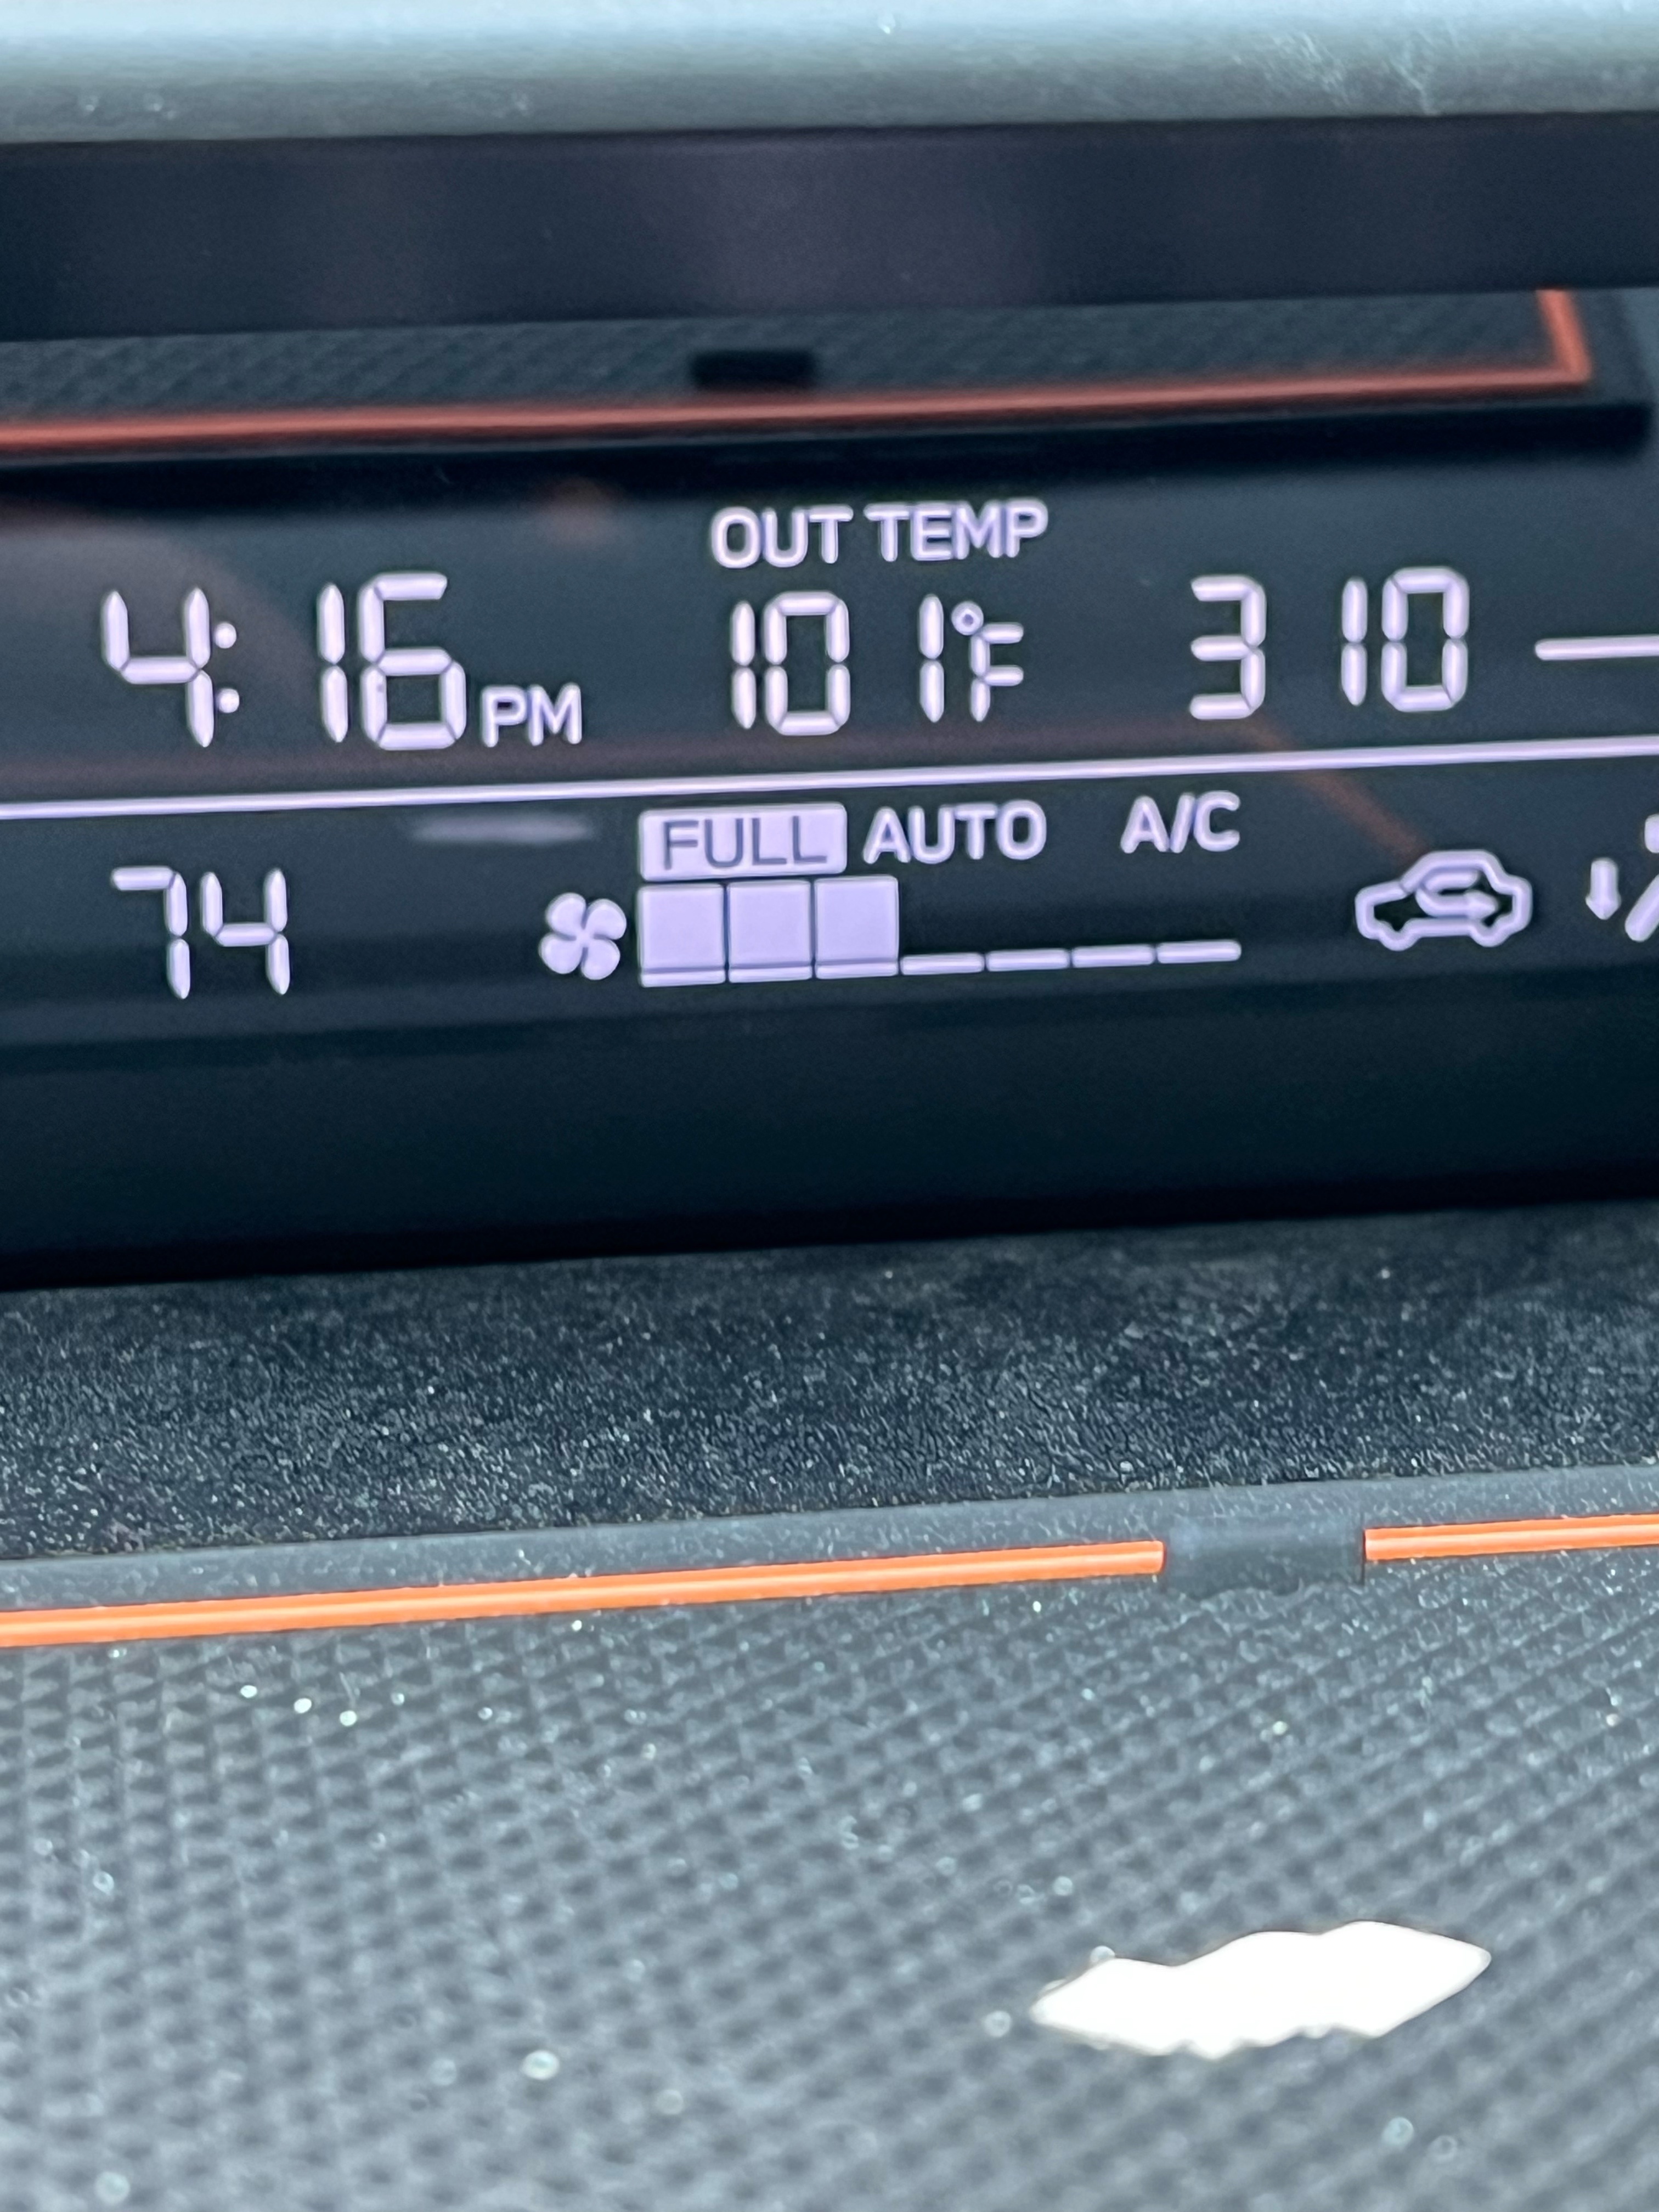 OUT TEMP
4:16 PM 101°F 310 —
FULL AUTO A/C
74